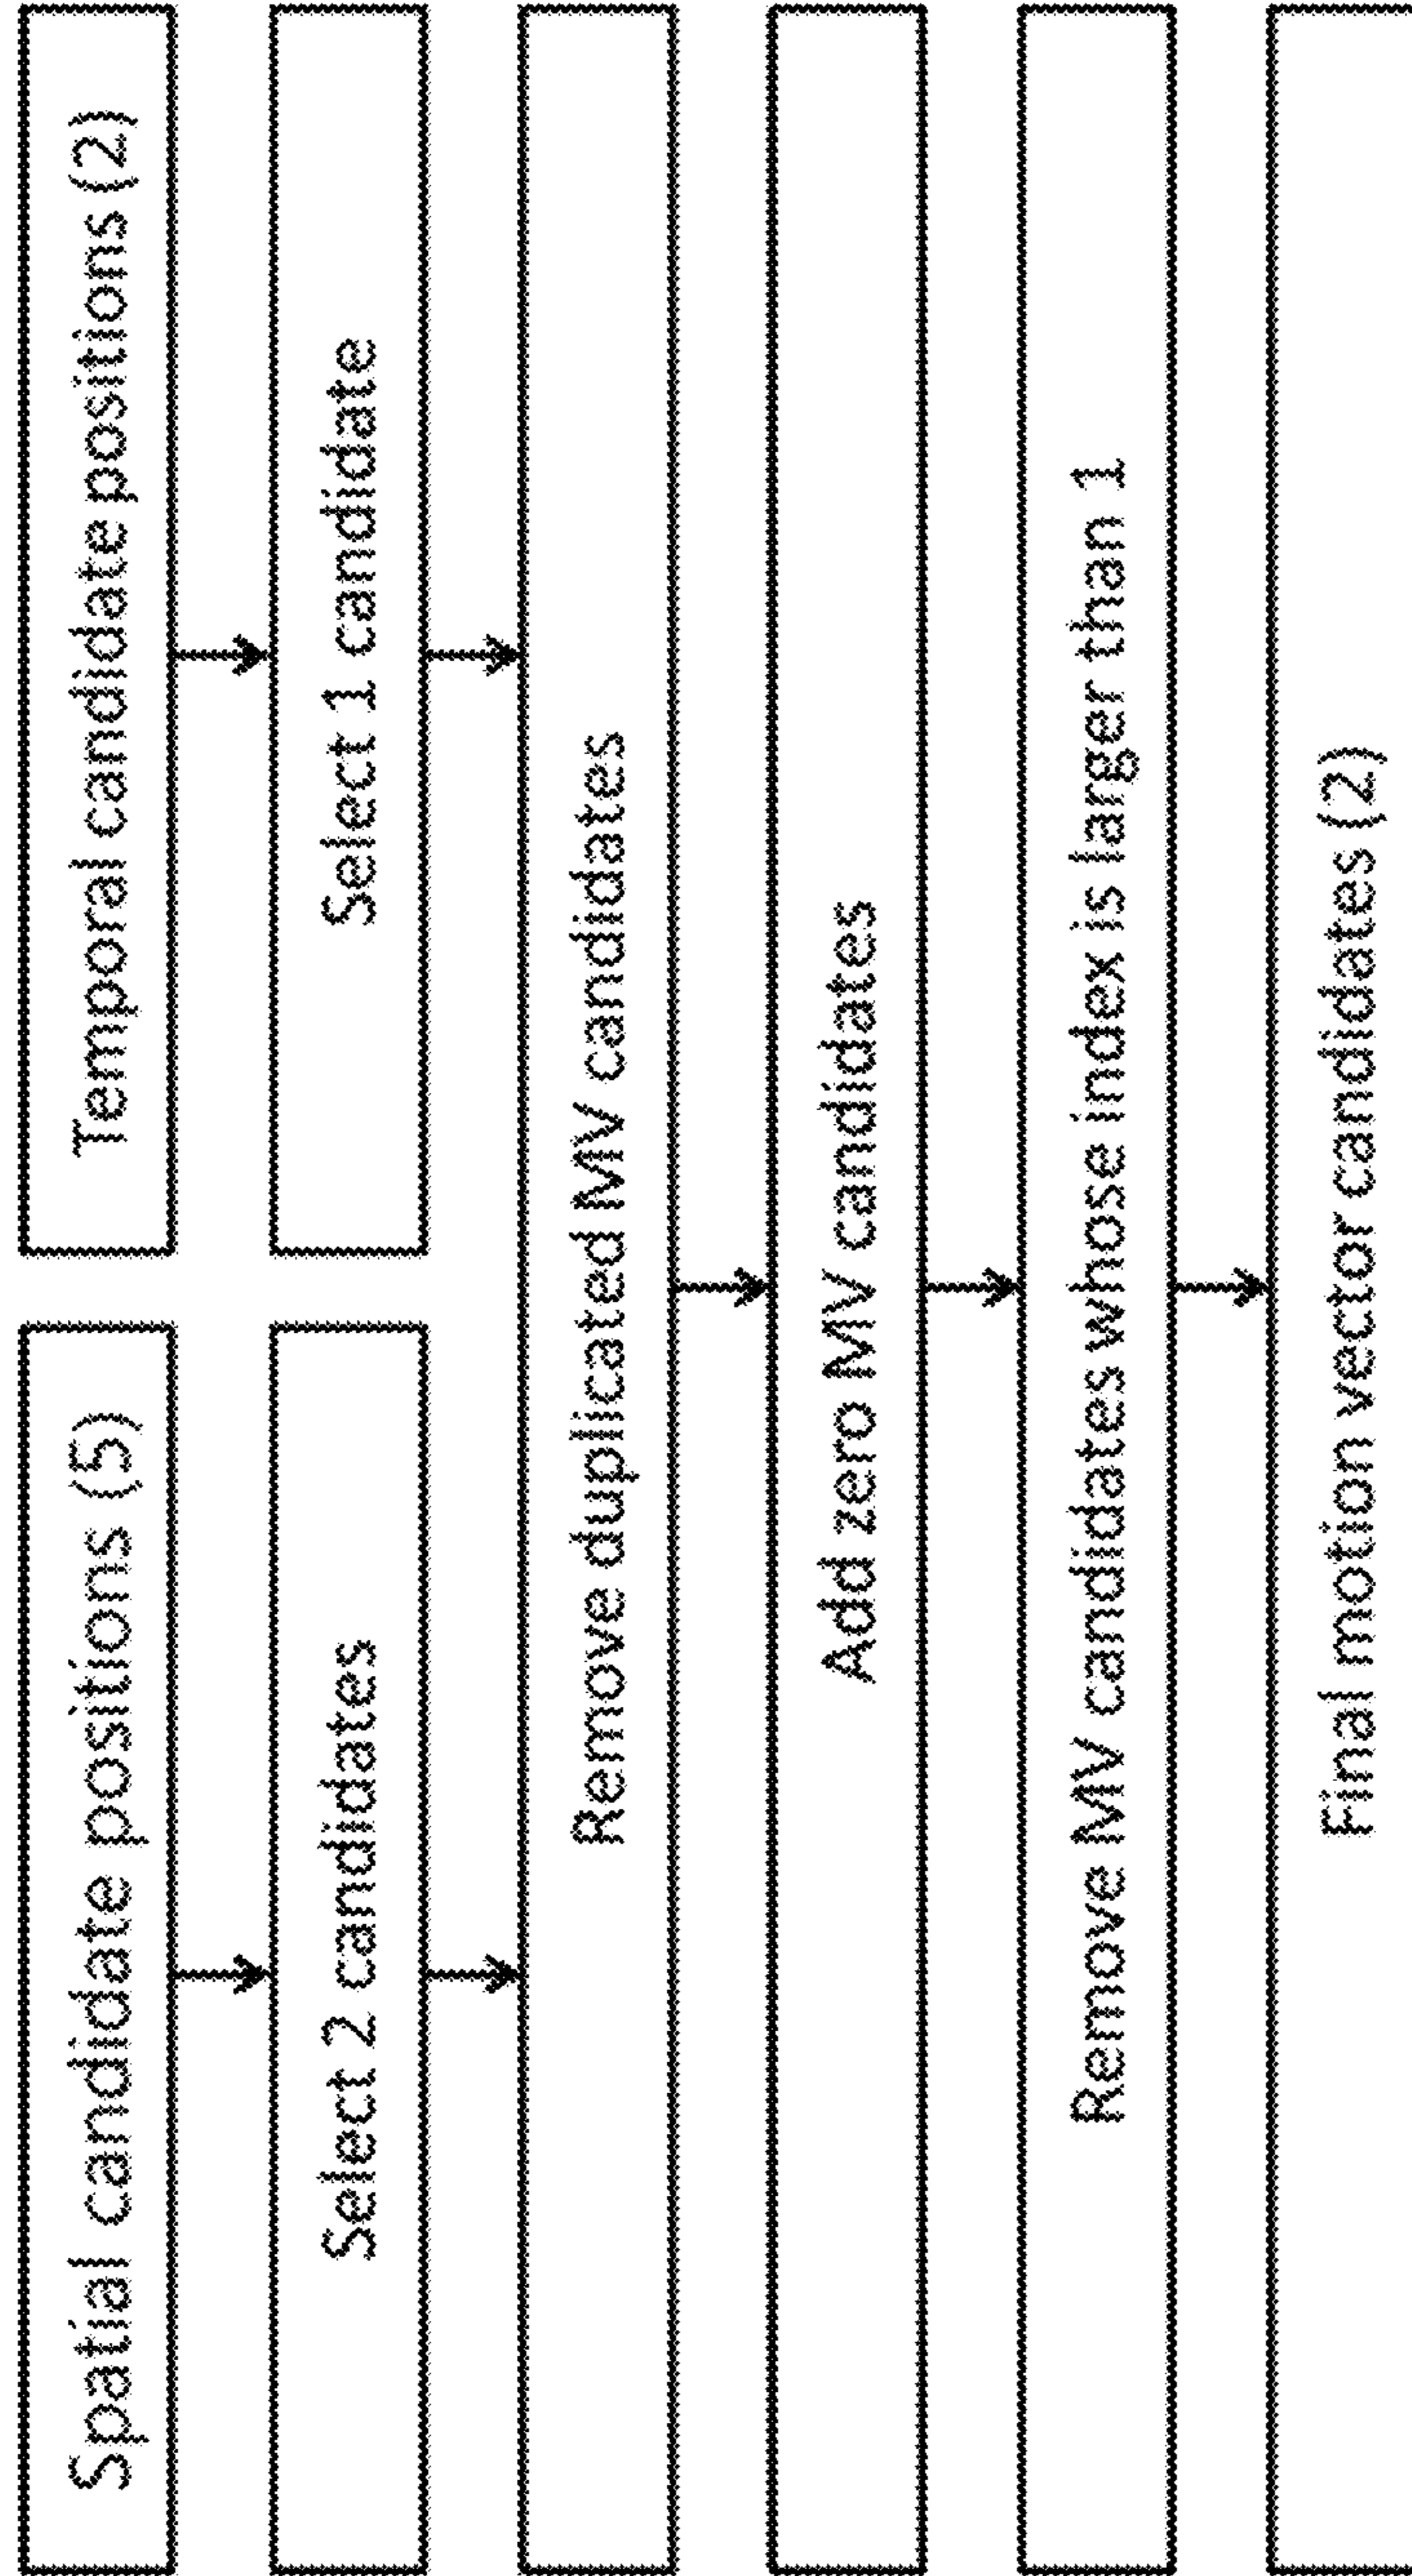 Spatial candidate positions (5)
Temporal candidate positions (2)
Select 2 candidates
Select 1 candidate
Remove duplicated MV candidates
Add zero MV candidates
Remove MV candidates whose index is larger than 1
Final motion vector candidates (2)